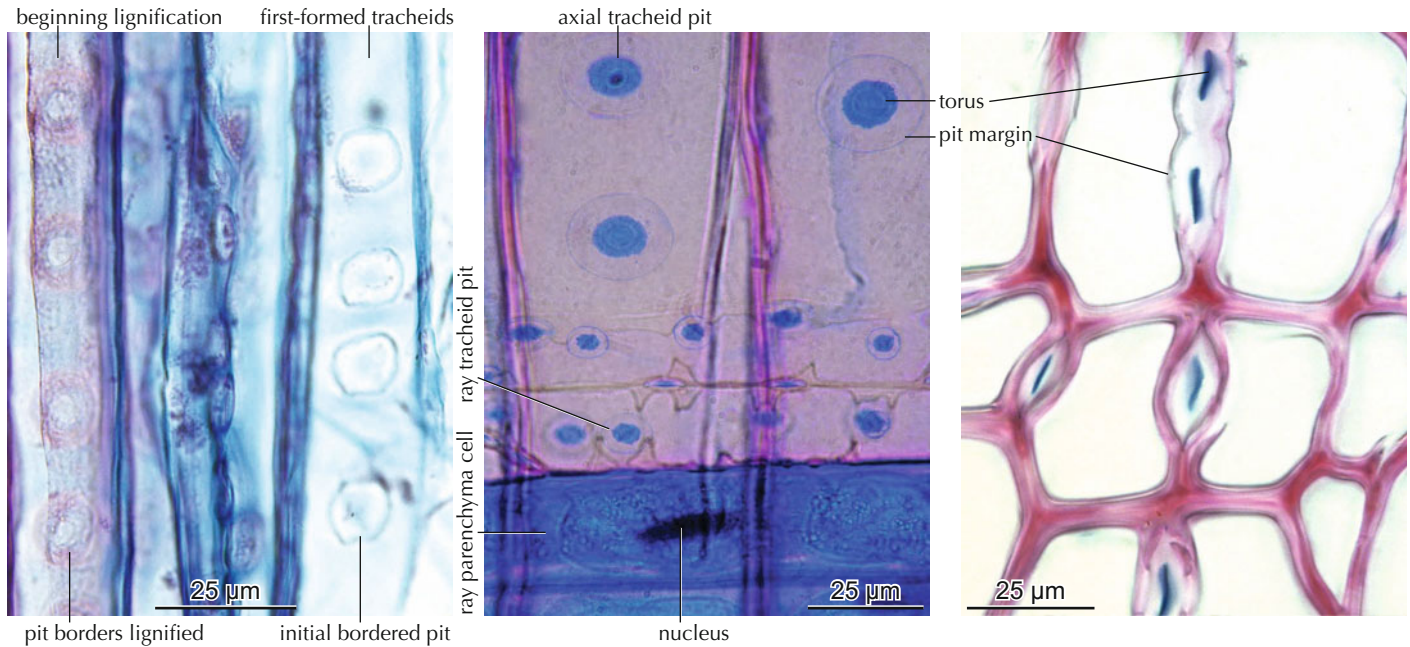 beginning lignification
first-formed tracheids
axial tracheid pit
torus
pit margin
ray tracheid pit
ray parenchyma cell
25 µm
25 µm
25 µm
pit borders lignified
initial bordered pit
nucleus